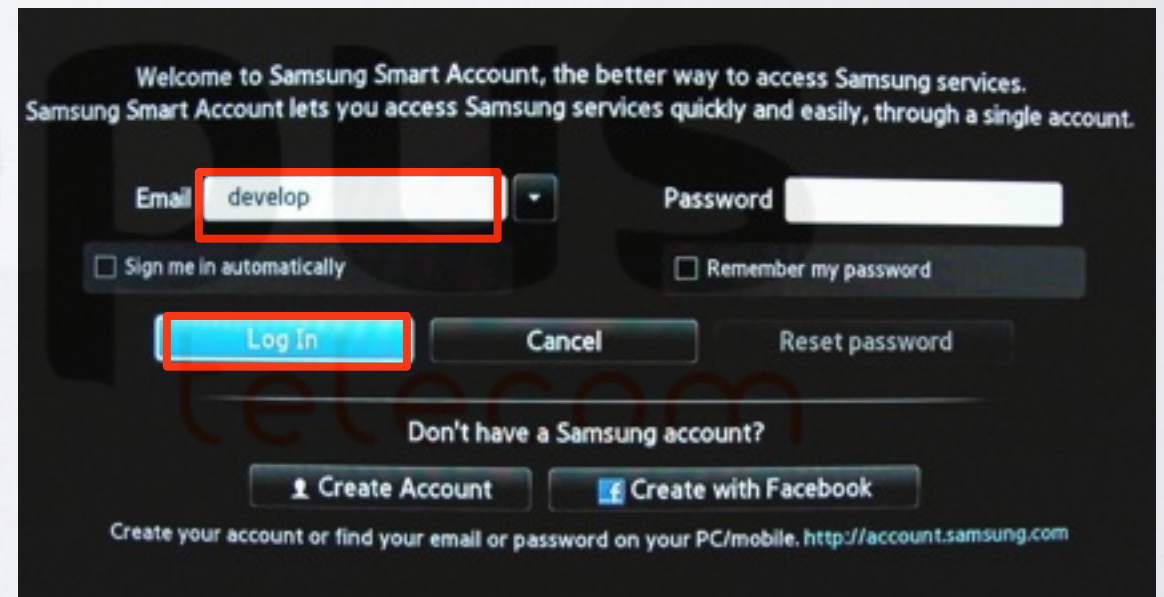 Welcome to Samsung Smart Account, the better way to access Samsung services.
Samsung Smart Account lets you access Samsung services quickly and easily, through a single account.
Email develop Password
Sign me in automatically Remember my password
Log In Cancel Reset password
Don't have a Samsung account?
Create Account f Create with Facebook
Create your account or find your email or password on your PC/mobile. http://account.samsung.com
pus
telecom